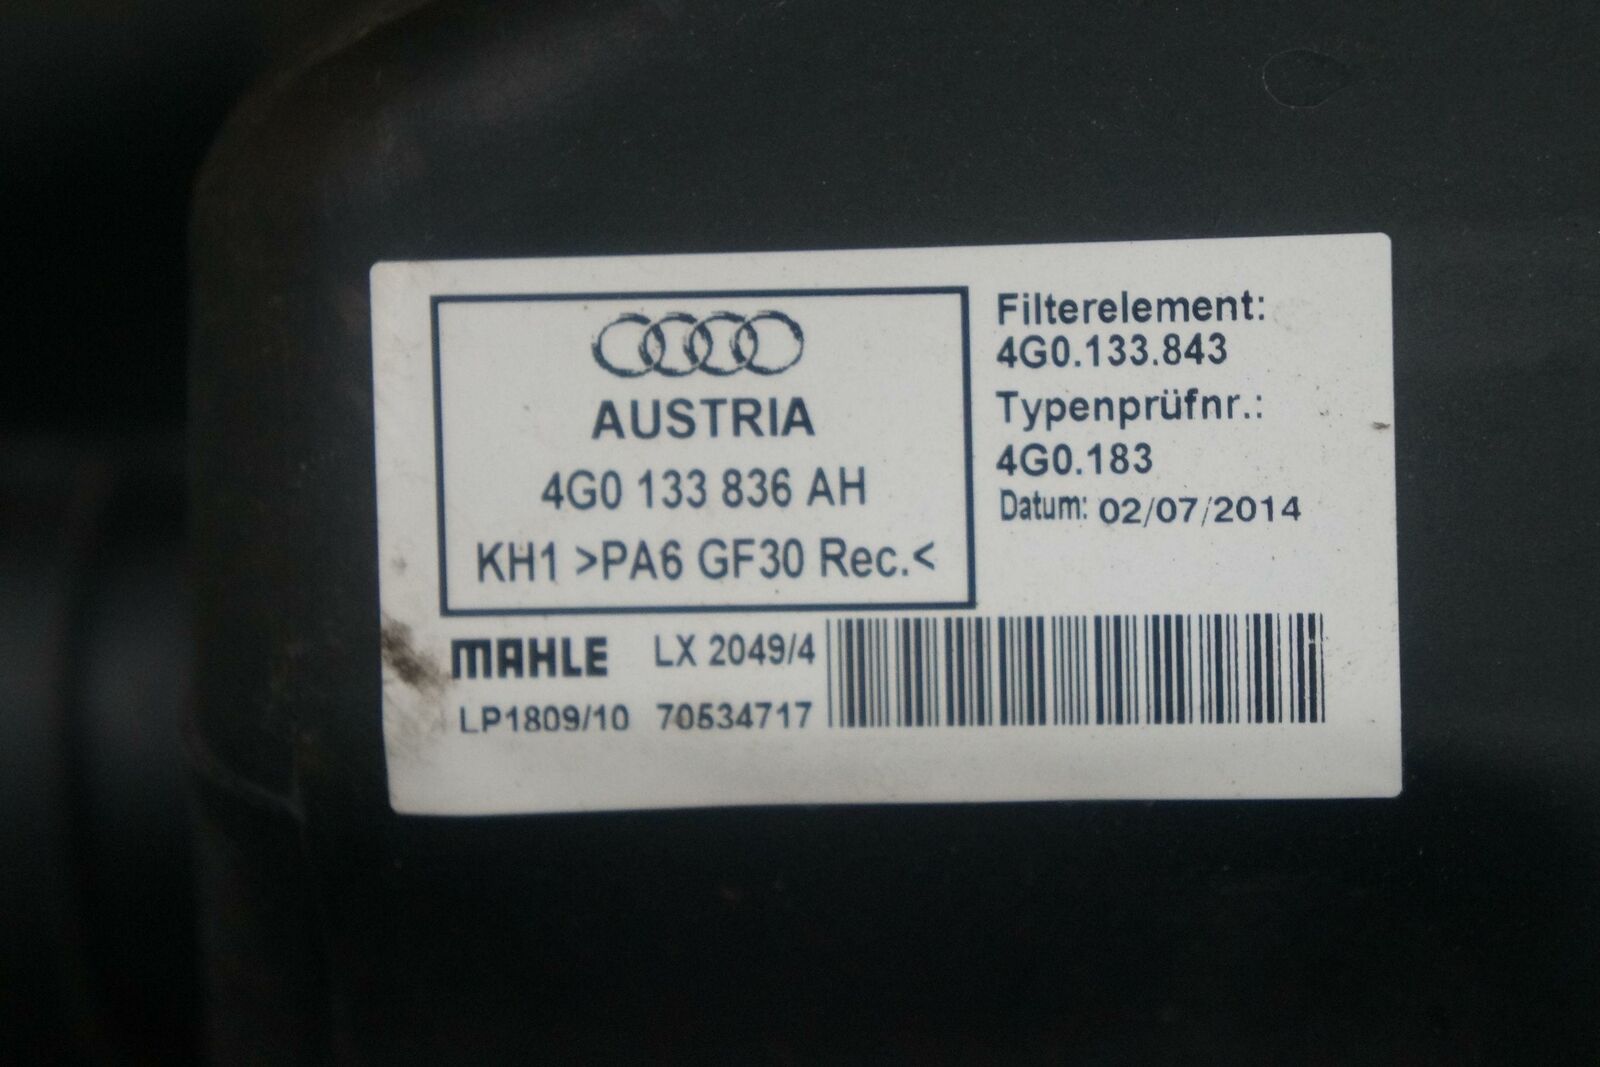 AUSTRIA
4G0 133 836 AH
KH1 >PA6 GF30 Rec.<
Filterelement:
4G0.133.843
Typenprüfnr.:
4G0.183
Datum: 02/07/2014
MAHLE LX 2049/4
LP1809/10 70534717